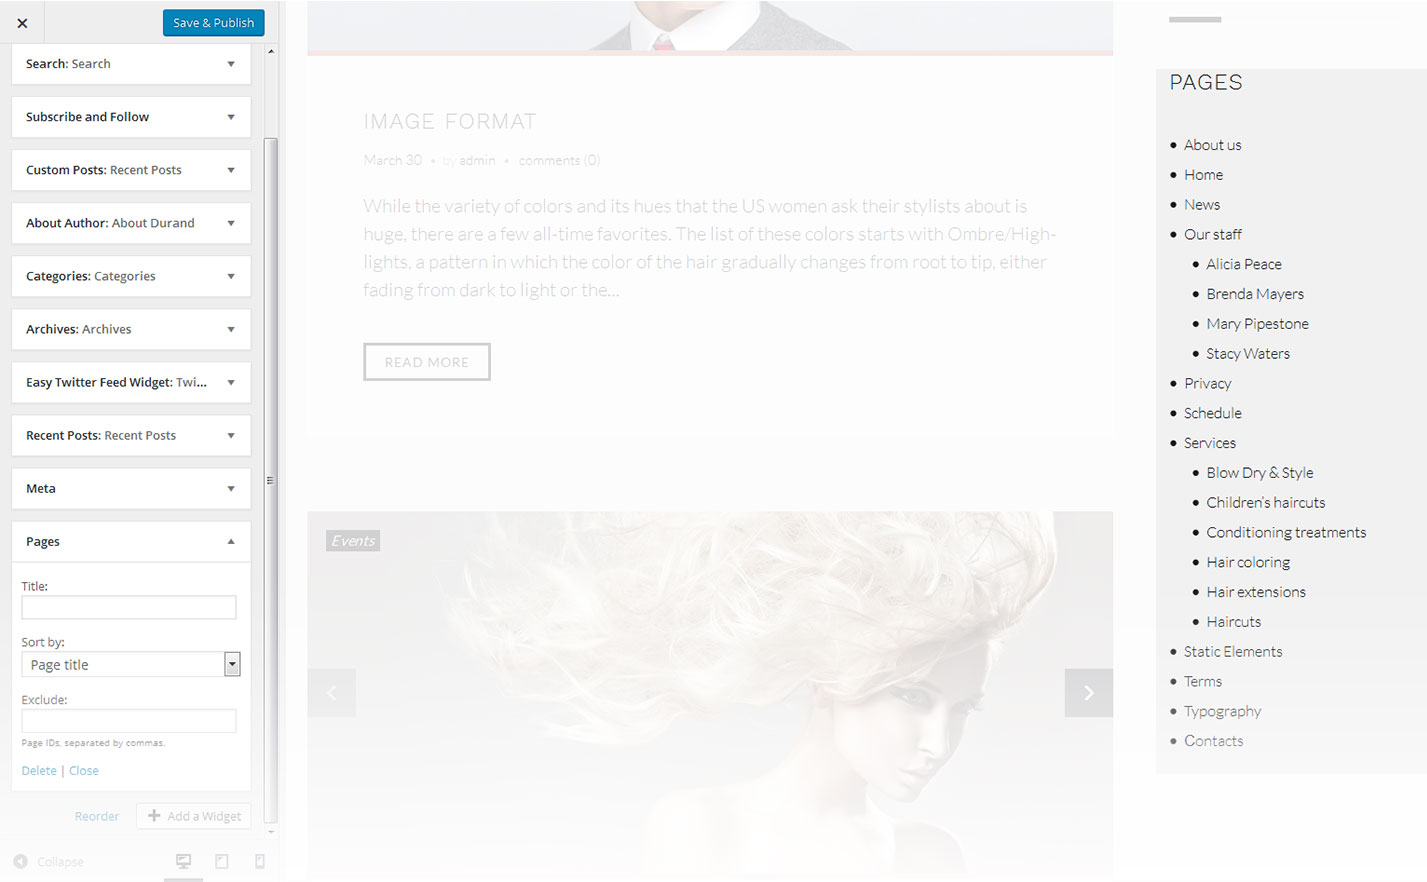 Save & Publish
Search: Search
Subscribe and Follow
Custom Posts: Recent Posts
About Author: About Durand
Categories: Categories
Archives: Archives
Easy Twitter Feed Widget: Twi...
Recent Posts: Recent Posts
Meta
Pages
Title:
Sort by:
Page title
Exclude:
Page IDs, separated by commas.
Delete | Close
Reorder
Add a Widget
Collapse
IMAGE FORMAT
March 30 • by admin • comments (0)
While the variety of colors and its hues that the US women ask their stylists about is
huge, there are a few all-time favorites. The list of these colors starts with Ombre/High-
lights, a pattern in which the color of the hair gradually changes from root to tip, either
fading from dark to light or the...
READ MORE
Events
PAGES
• About us
• Home
• News
• Our staff
• Alicia Peace
• Brenda Mayers
• Mary Pipestone
• Stacy Waters
• Privacy
• Schedule
• Services
• Blow Dry & Style
• Children's haircuts
• Conditioning treatments
• Hair coloring
• Hair extensions
• Haircuts
• Static Elements
• Terms
• Typography
• Contacts